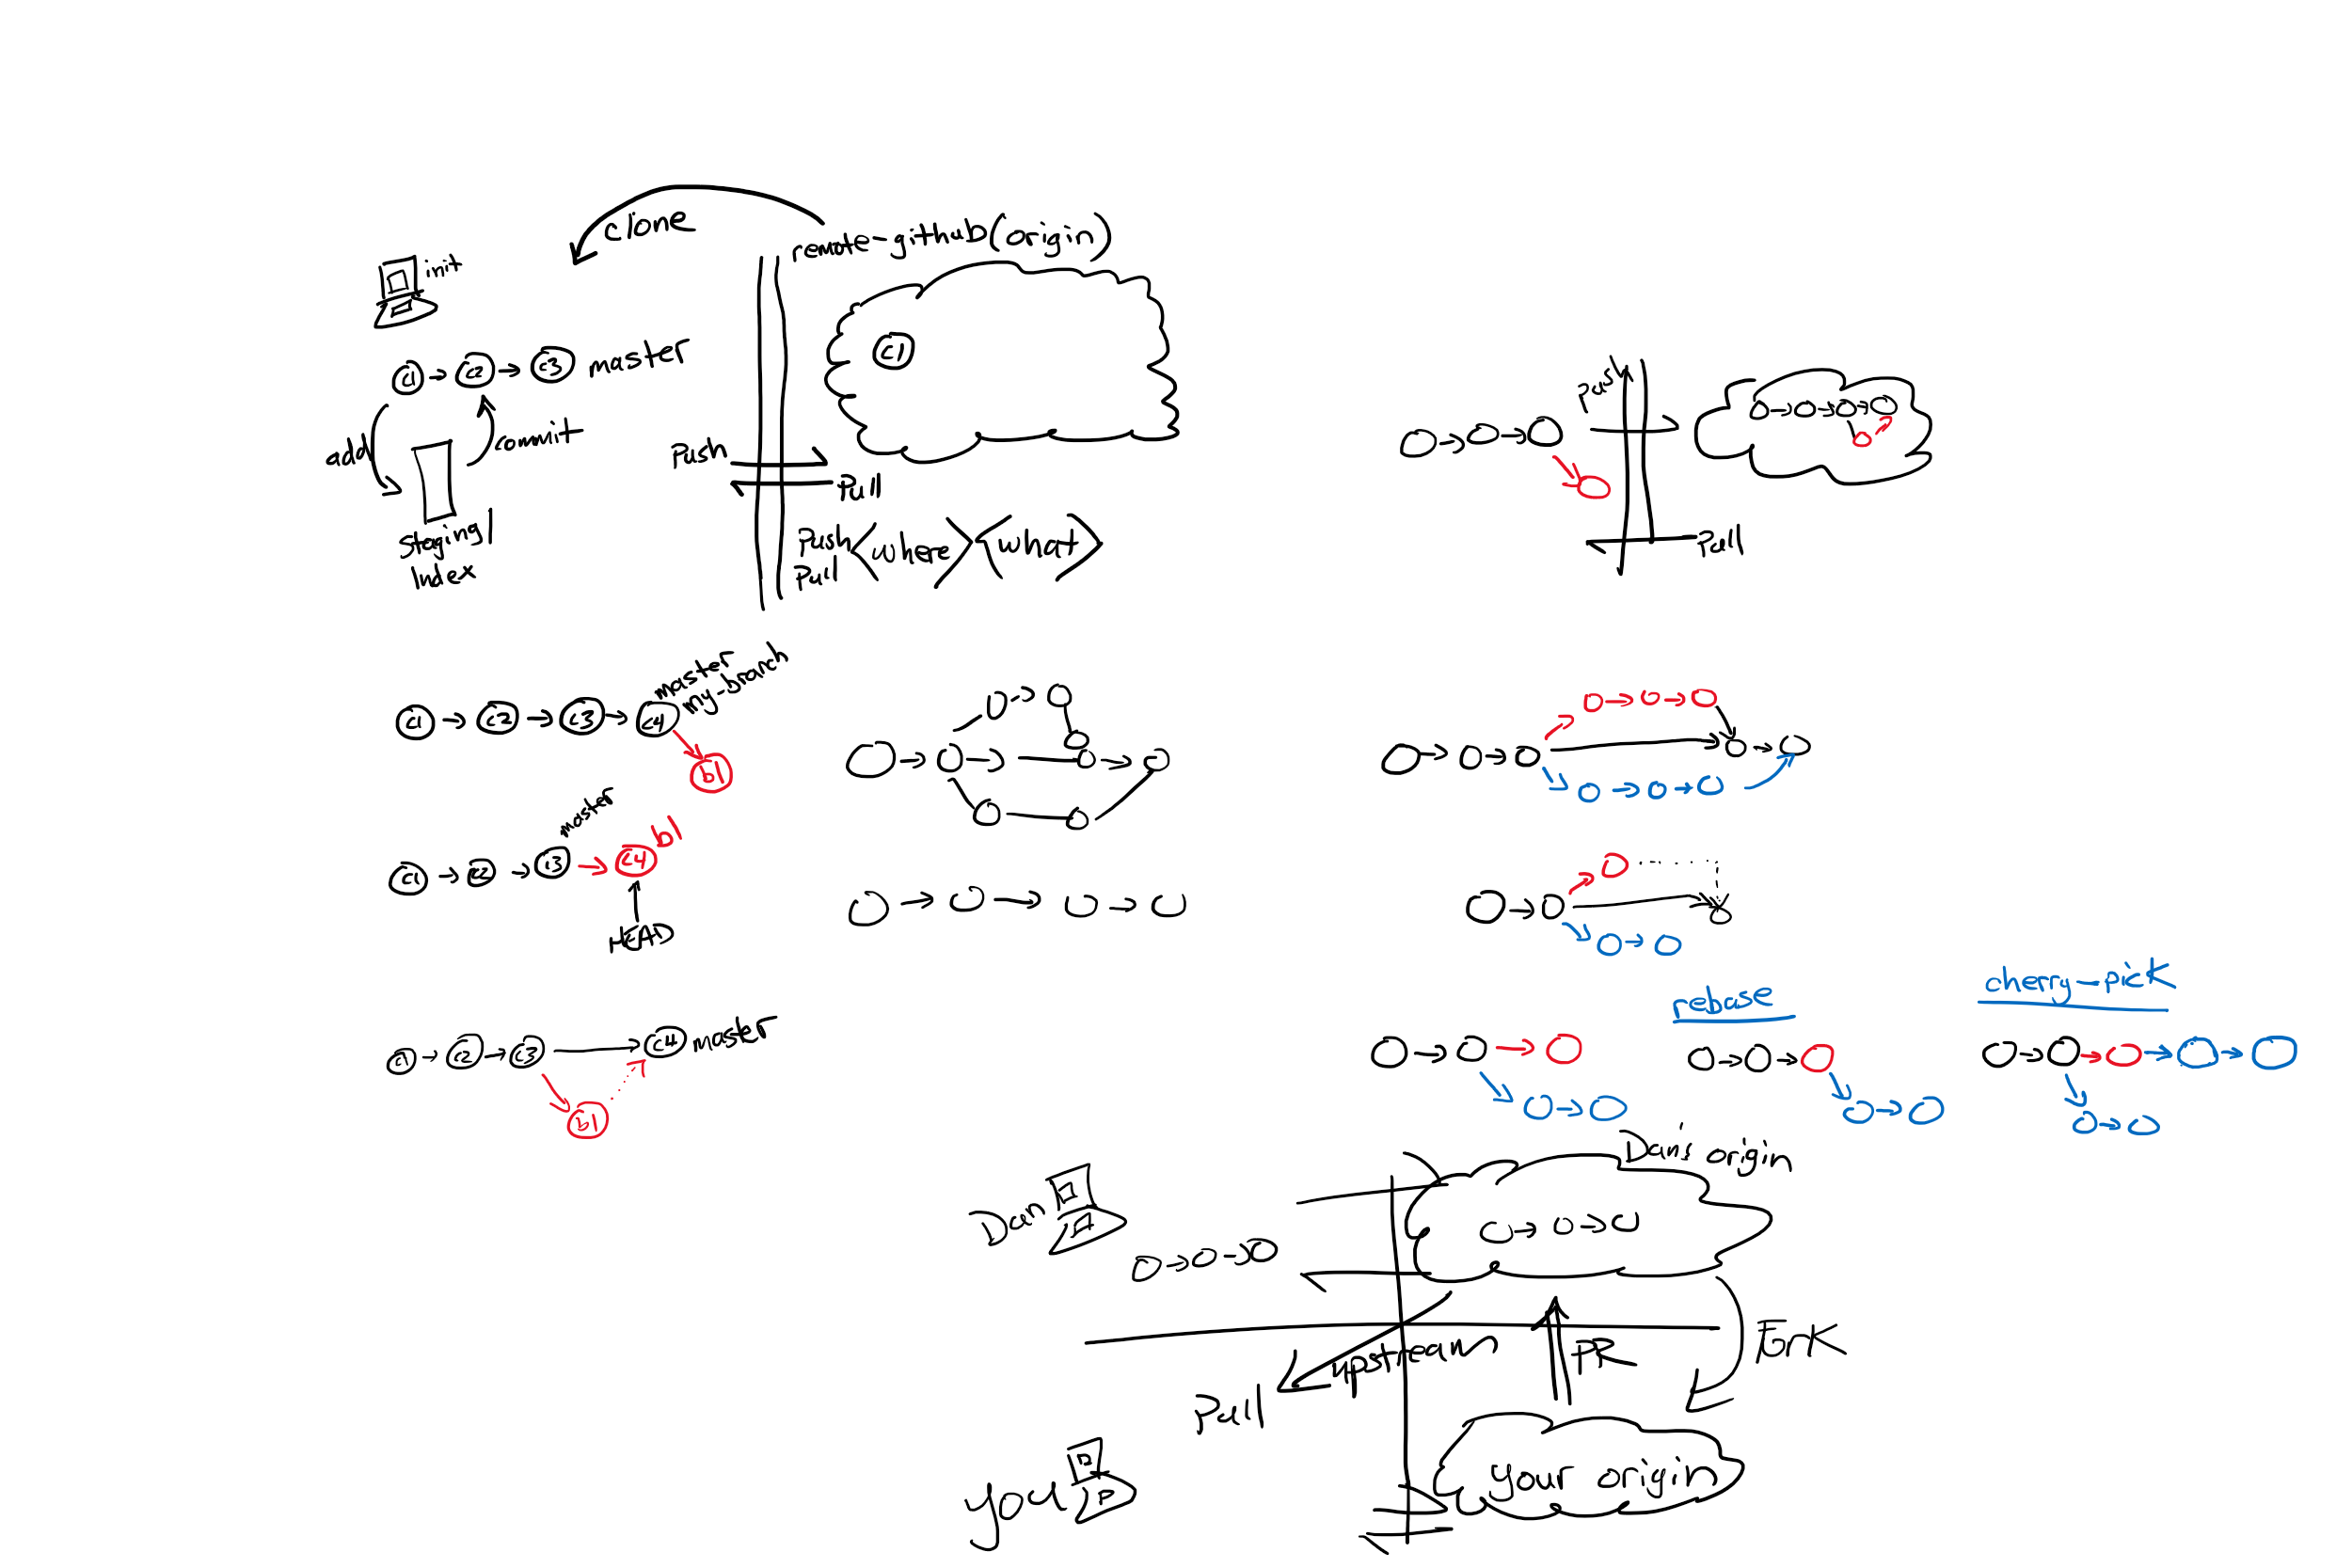 clone
remote-github(origin)
init
c1
c1
c2
c3
master
add
commit
Push
Pull
staging/
Index
Push <where> <what>
Pull
Push
Pull
master
my-branch
c1
c2
c3
c4
b1
master
c1
c2
c3
c4
b1
HEAD
c1
c2
c3
c4
master
b1
rebase
cherry-pick
Dan's origin
Dan
upstream
PR
Fork
Pull
you
your origin